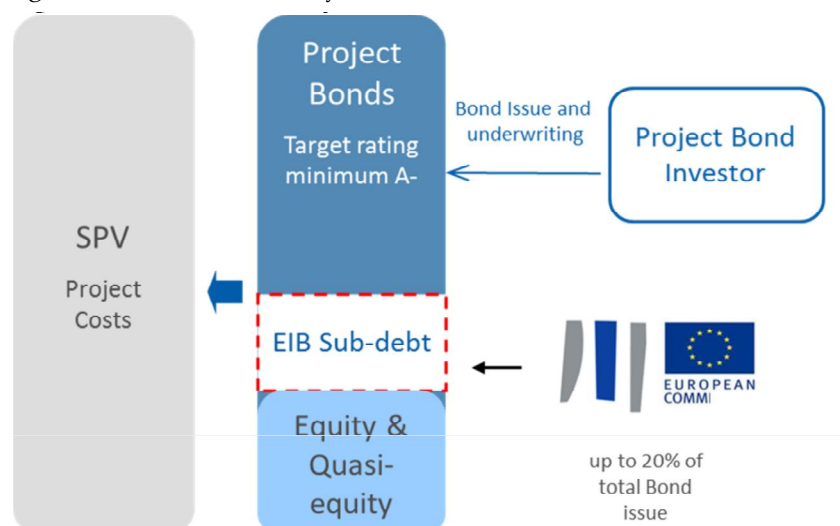 Project
Bonds
Target rating
minimum A-
Bond Issue and
underwriting
Project Bond
Investor
SPV
Project
Costs
EIB Sub-debt
EUROPEAN
COMMI
Equity &
Quasi-
equity
up to 20% of
total Bond
issue